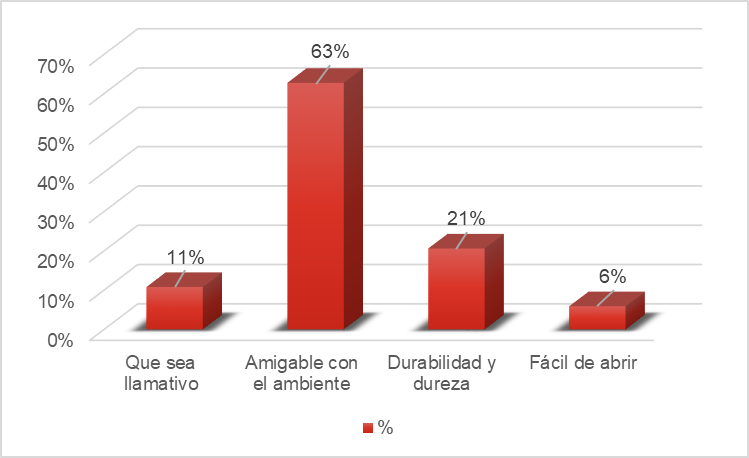 63%
70%
60%
50%
40%
30%
20%
10%
0%
11%
21%
6%
Que sea
llamativo
Amigable con
el ambiente
Durabilidad y
dureza
Fácil de abrir
%